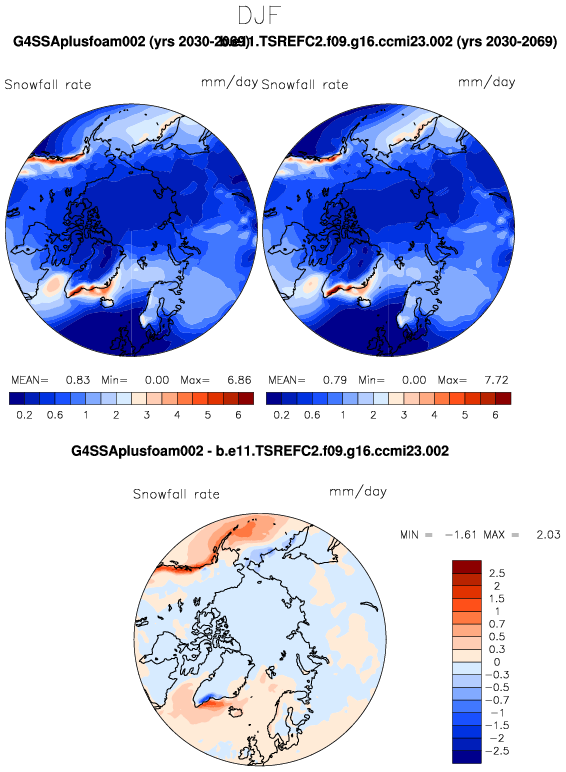 DJF
G4SSAplusfoam002 (yrs 2030-2069) b.e11.TSREFC2.f09.g16.ccmi23.002 (yrs 2030-2069)
Snowfall rate mm/day Snowfall rate mm/day
MEAN= 0.83 Min= 0.00 Max= 6.86 MEAN= 0.79 Min= 0.00 Max= 7.72
0.2 0.6 1 2 3 4 5 6 0.2 0.6 1 2 3 4 5 6
G4SSAplusfoam002 - b.e11.TSREFC2.f09.g16.ccmi23.002
Snowfall rate mm/day
MIN = -1.61 MAX = 2.03
2.5
2
1.5
1
0.7
0.5
0.3
0
-0.3
-0.5
-0.7
-1
-1.5
-2
-2.5